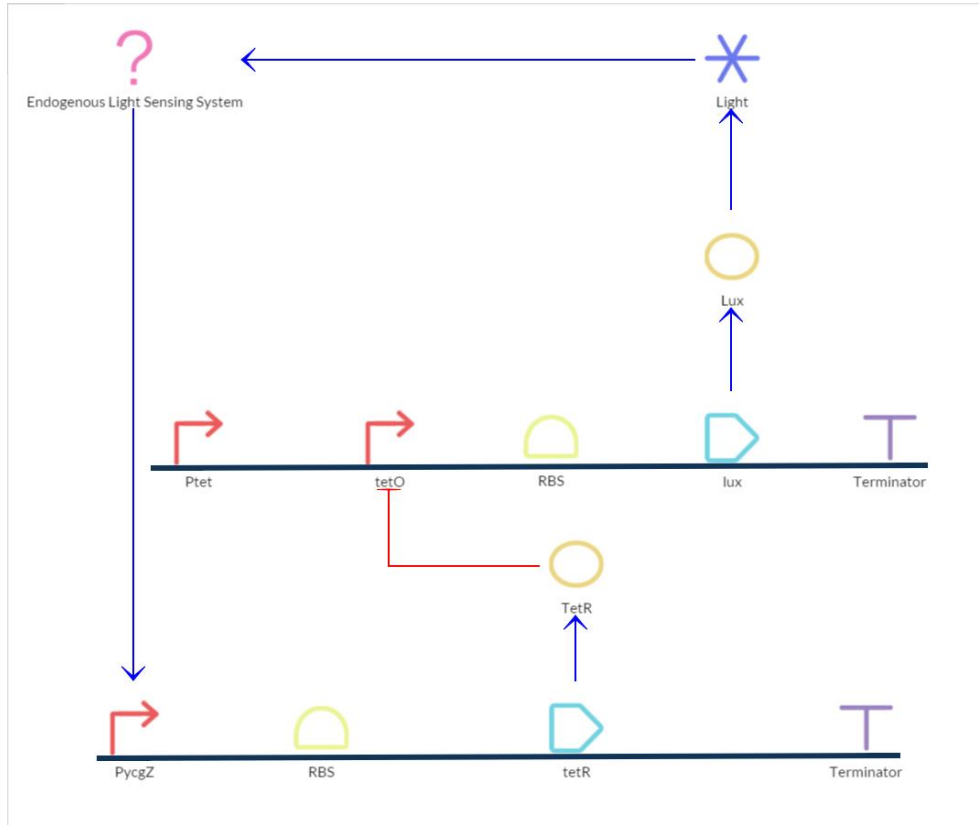 ?
Endogenous Light Sensing System
Light
Lux
Ptet
tetO
RBS
lux
Terminator
TetR
PycgZ
RBS
tetR
Terminator